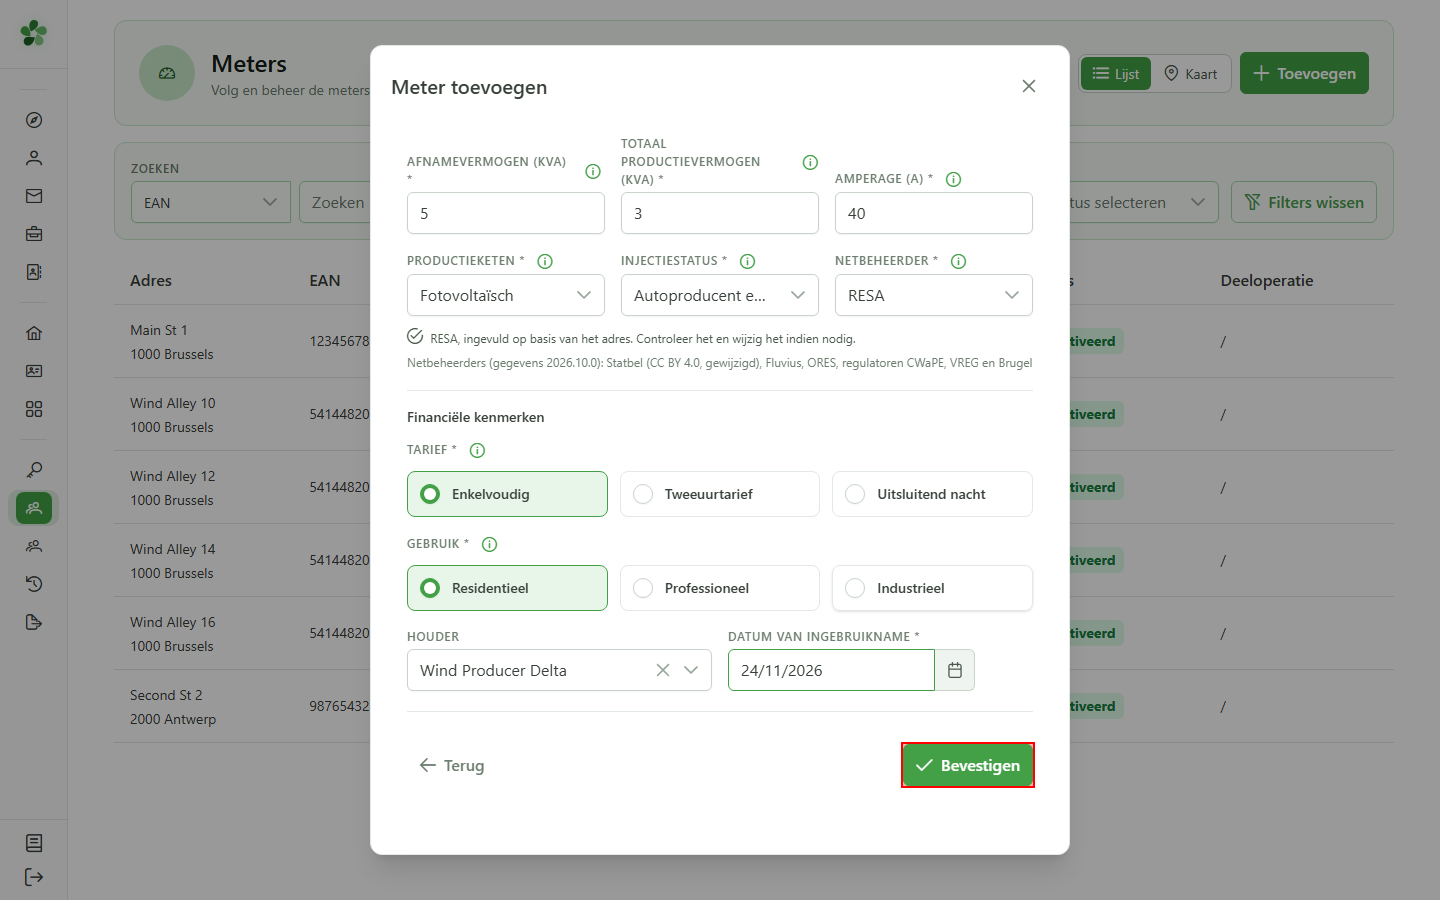 Meters
Volg en beheer de meters
Lijst
Kaart
Toevoegen
ZOEKEN
EAN
Zoeken
tus selecteren
Filters wissen
Adres
EAN
s
Deeloperatie
Main St 1
1000 Brussels
12345678
tiveerd
/
Wind Alley 10
1000 Brussels
54144820
tiveerd
/
Wind Alley 12
1000 Brussels
54144820
tiveerd
/
Wind Alley 14
1000 Brussels
54144820
tiveerd
/
Wind Alley 16
1000 Brussels
54144820
tiveerd
/
Second St 2
2000 Antwerp
98765432
tiveerd
/
Meter toevoegen
AFNAMEVERMOGEN (KVA)
*
TOTAAL
PRODUCTIEVERMOGEN
(KVA) *
AMPERAGE (A) *
5
3
40
PRODUCTIEKETEN *
INJECTIESTATUS *
NETBEHEERDER *
Fotovoltaïsch
Autoproducent e...
RESA
RESA, ingevuld op basis van het adres. Controleer het en wijzig het indien nodig.
Netbeheerders (gegevens 2026.10.0): Statbel (CC BY 4.0, gewijzigd), Fluvius, ORES, regulatoren CWaPE, VREG en Brugel
Financiële kenmerken
TARIEF *
Enkelvoudig
Tweeuurtarief
Uitsluitend nacht
GEBRUIK *
Residentieel
Professioneel
Industrieel
HOUDER
DATUM VAN INGEBRUIKNAME *
Wind Producer Delta
24/11/2026
Terug
Bevestigen